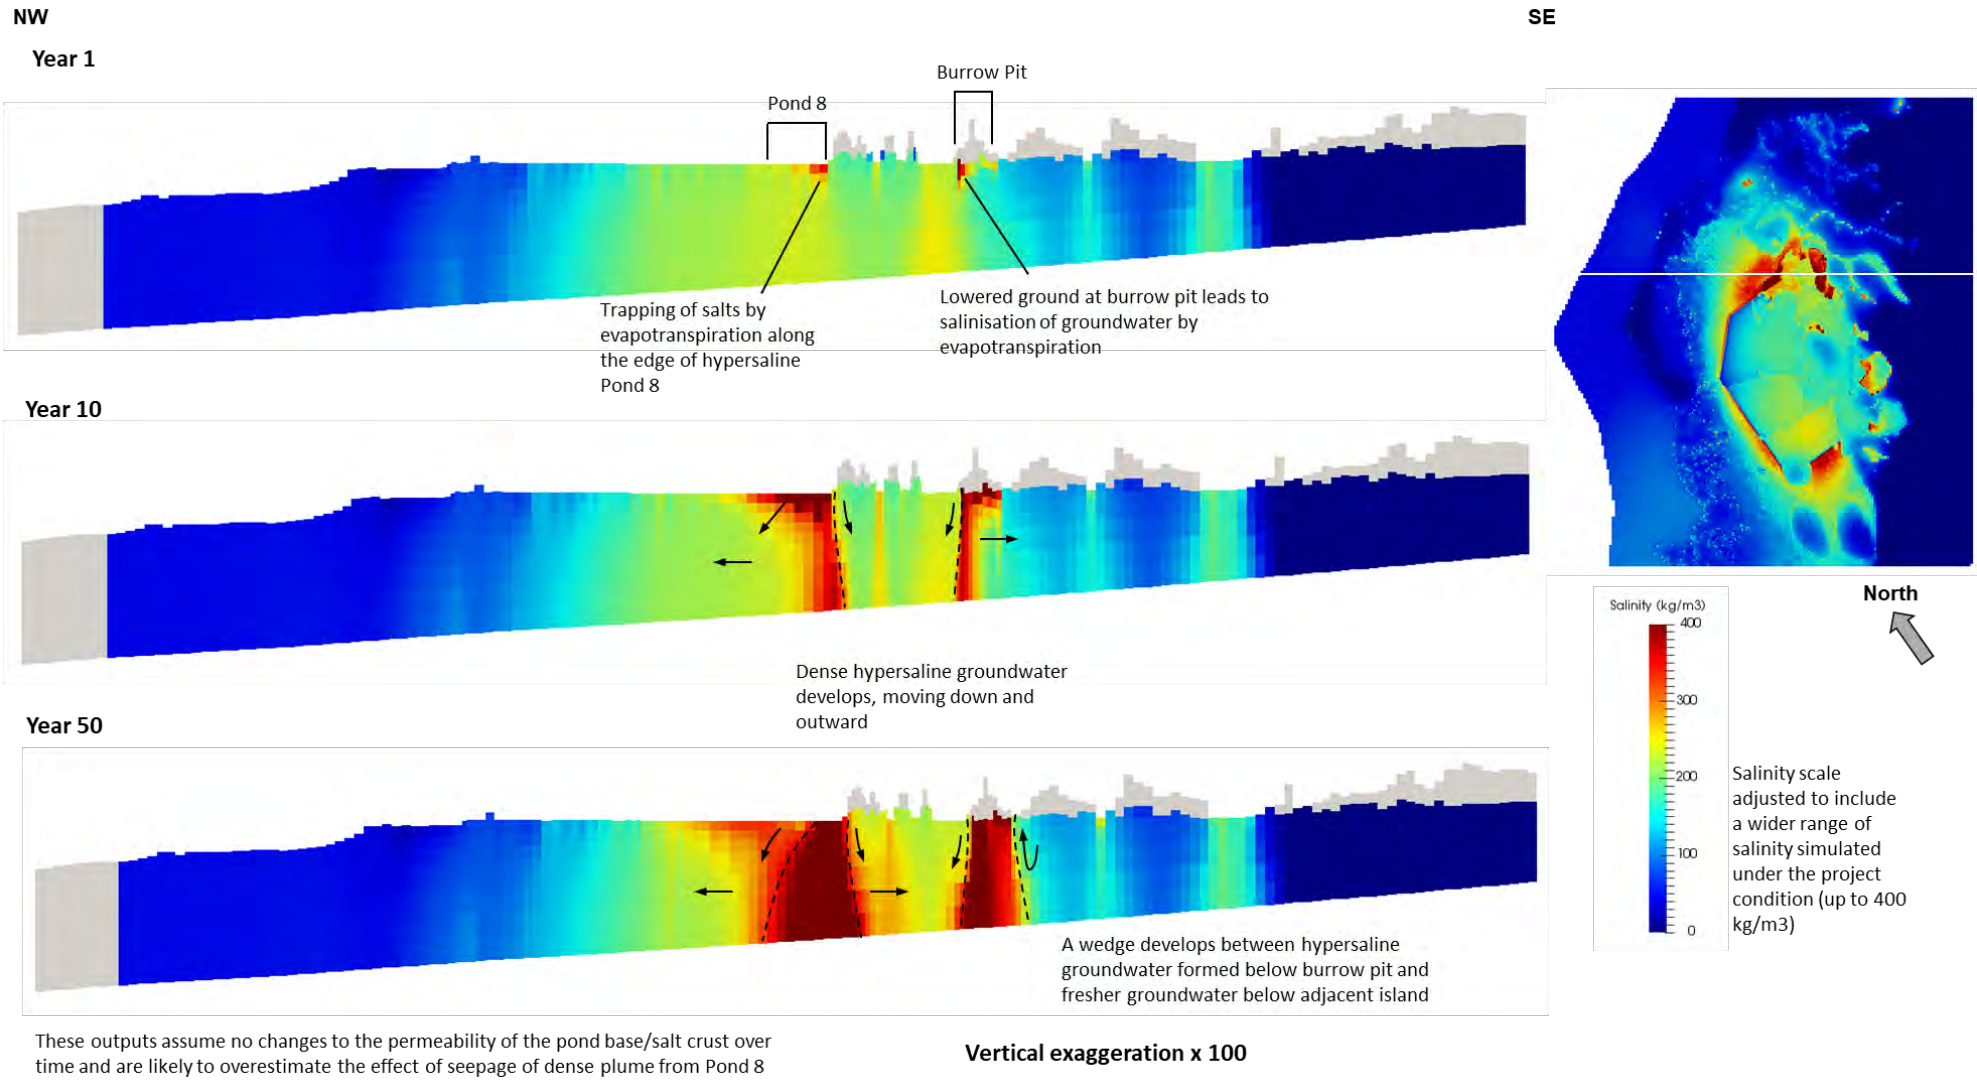 NW
SE
Year 1
Burrow Pit
Pond 8
Trapping of salts by
evapotranspiration along
the edge of hypersaline
Pond 8
Lowered ground at burrow pit leads to
salinisation of groundwater by
evapotranspiration
Year 10
Dense hypersaline groundwater
develops, moving down and
outward
Year 50
A wedge develops between hypersaline
groundwater formed below burrow pit and
fresher groundwater below adjacent island
These outputs assume no changes to the permeability of the pond base/salt crust over
time and are likely to overestimate the effect of seepage of dense plume from Pond 8
Vertical exaggeration x 100
North
Salinity (kg/m3)
400
300
200
100
0
Salinity scale
adjusted to include
a wider range of
salinity simulated
under the project
condition (up to 400
kg/m3)